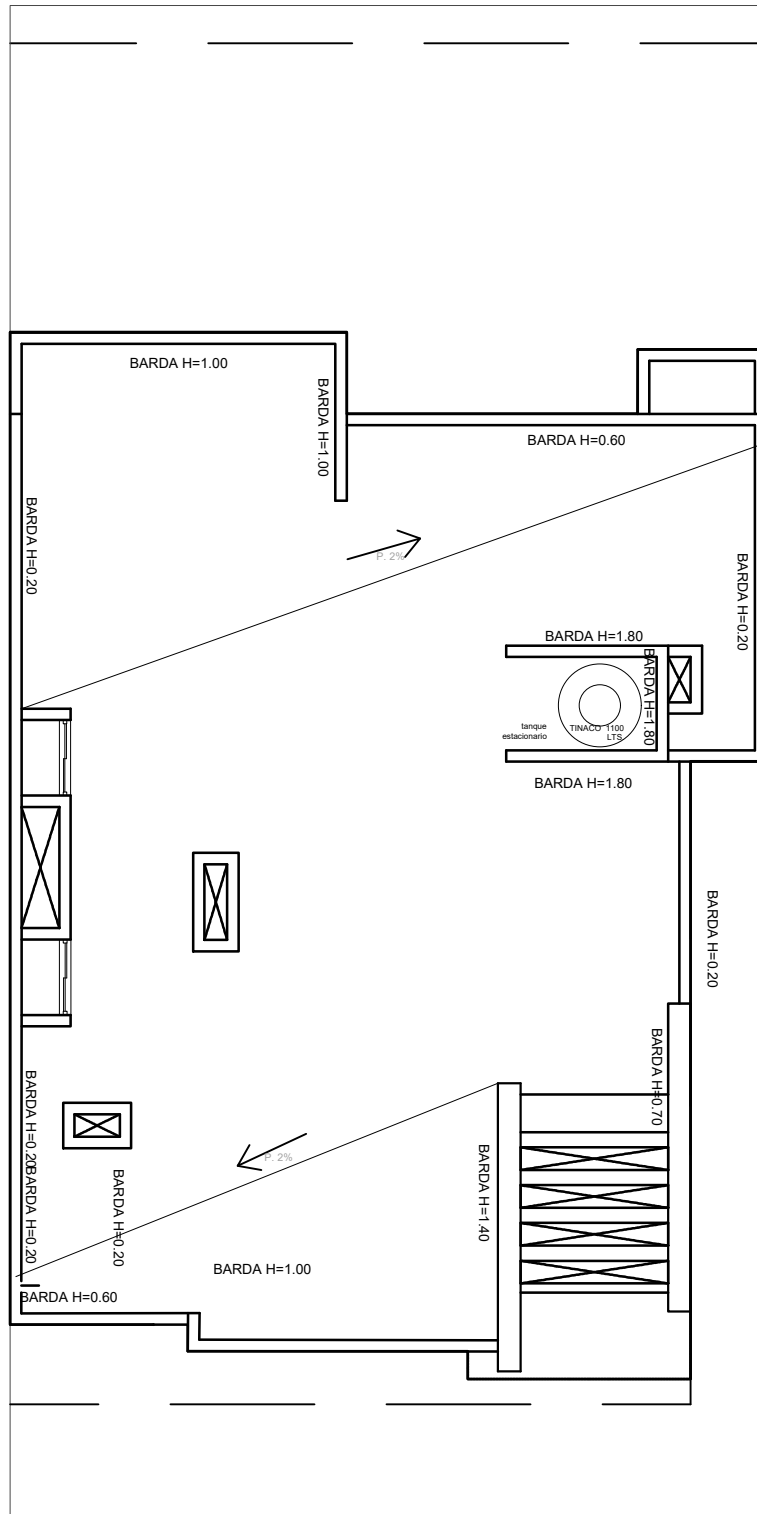 BARDA H=1.00
BARDA H=1.00
BARDA H=0.60
BARDA H=0.20
P. 2%
BARDA H=0.20
BARDA H=1.80
BARDA H=1.80
tanque
estacionario
TINACO 1100
LTS
BARDA H=1.80
BARDA H=0.20
BARDA H=0.70
BARDA H=0.20
P. 2%
BARDA H=1.40
BARDA H=0.20
BARDA H=0.20
BARDA H=1.00
BARDA H=0.60